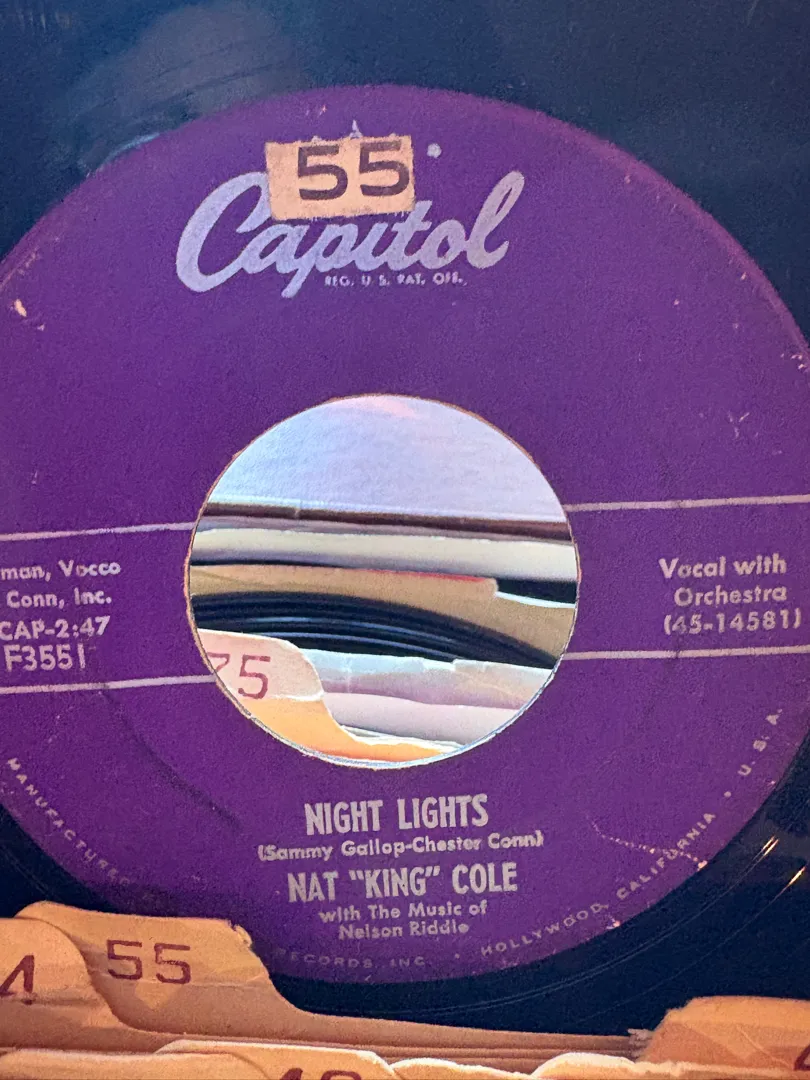 55
Capitol
REG. U. S. PAT. OFF.
man, Vocco
Conn, Inc.
CAP-2:47
F3551
Vocal with
Orchestra
(45-14581)
75
NIGHT LIGHTS
(Sammy Gallop-Chester Conn)
NAT "KING" COLE
with The Music of
Nelson Riddle
MANUFACTURED
ECORDS, INC. • HOLLYWOOD, CALIFORNIA • U. S. A.
4
55